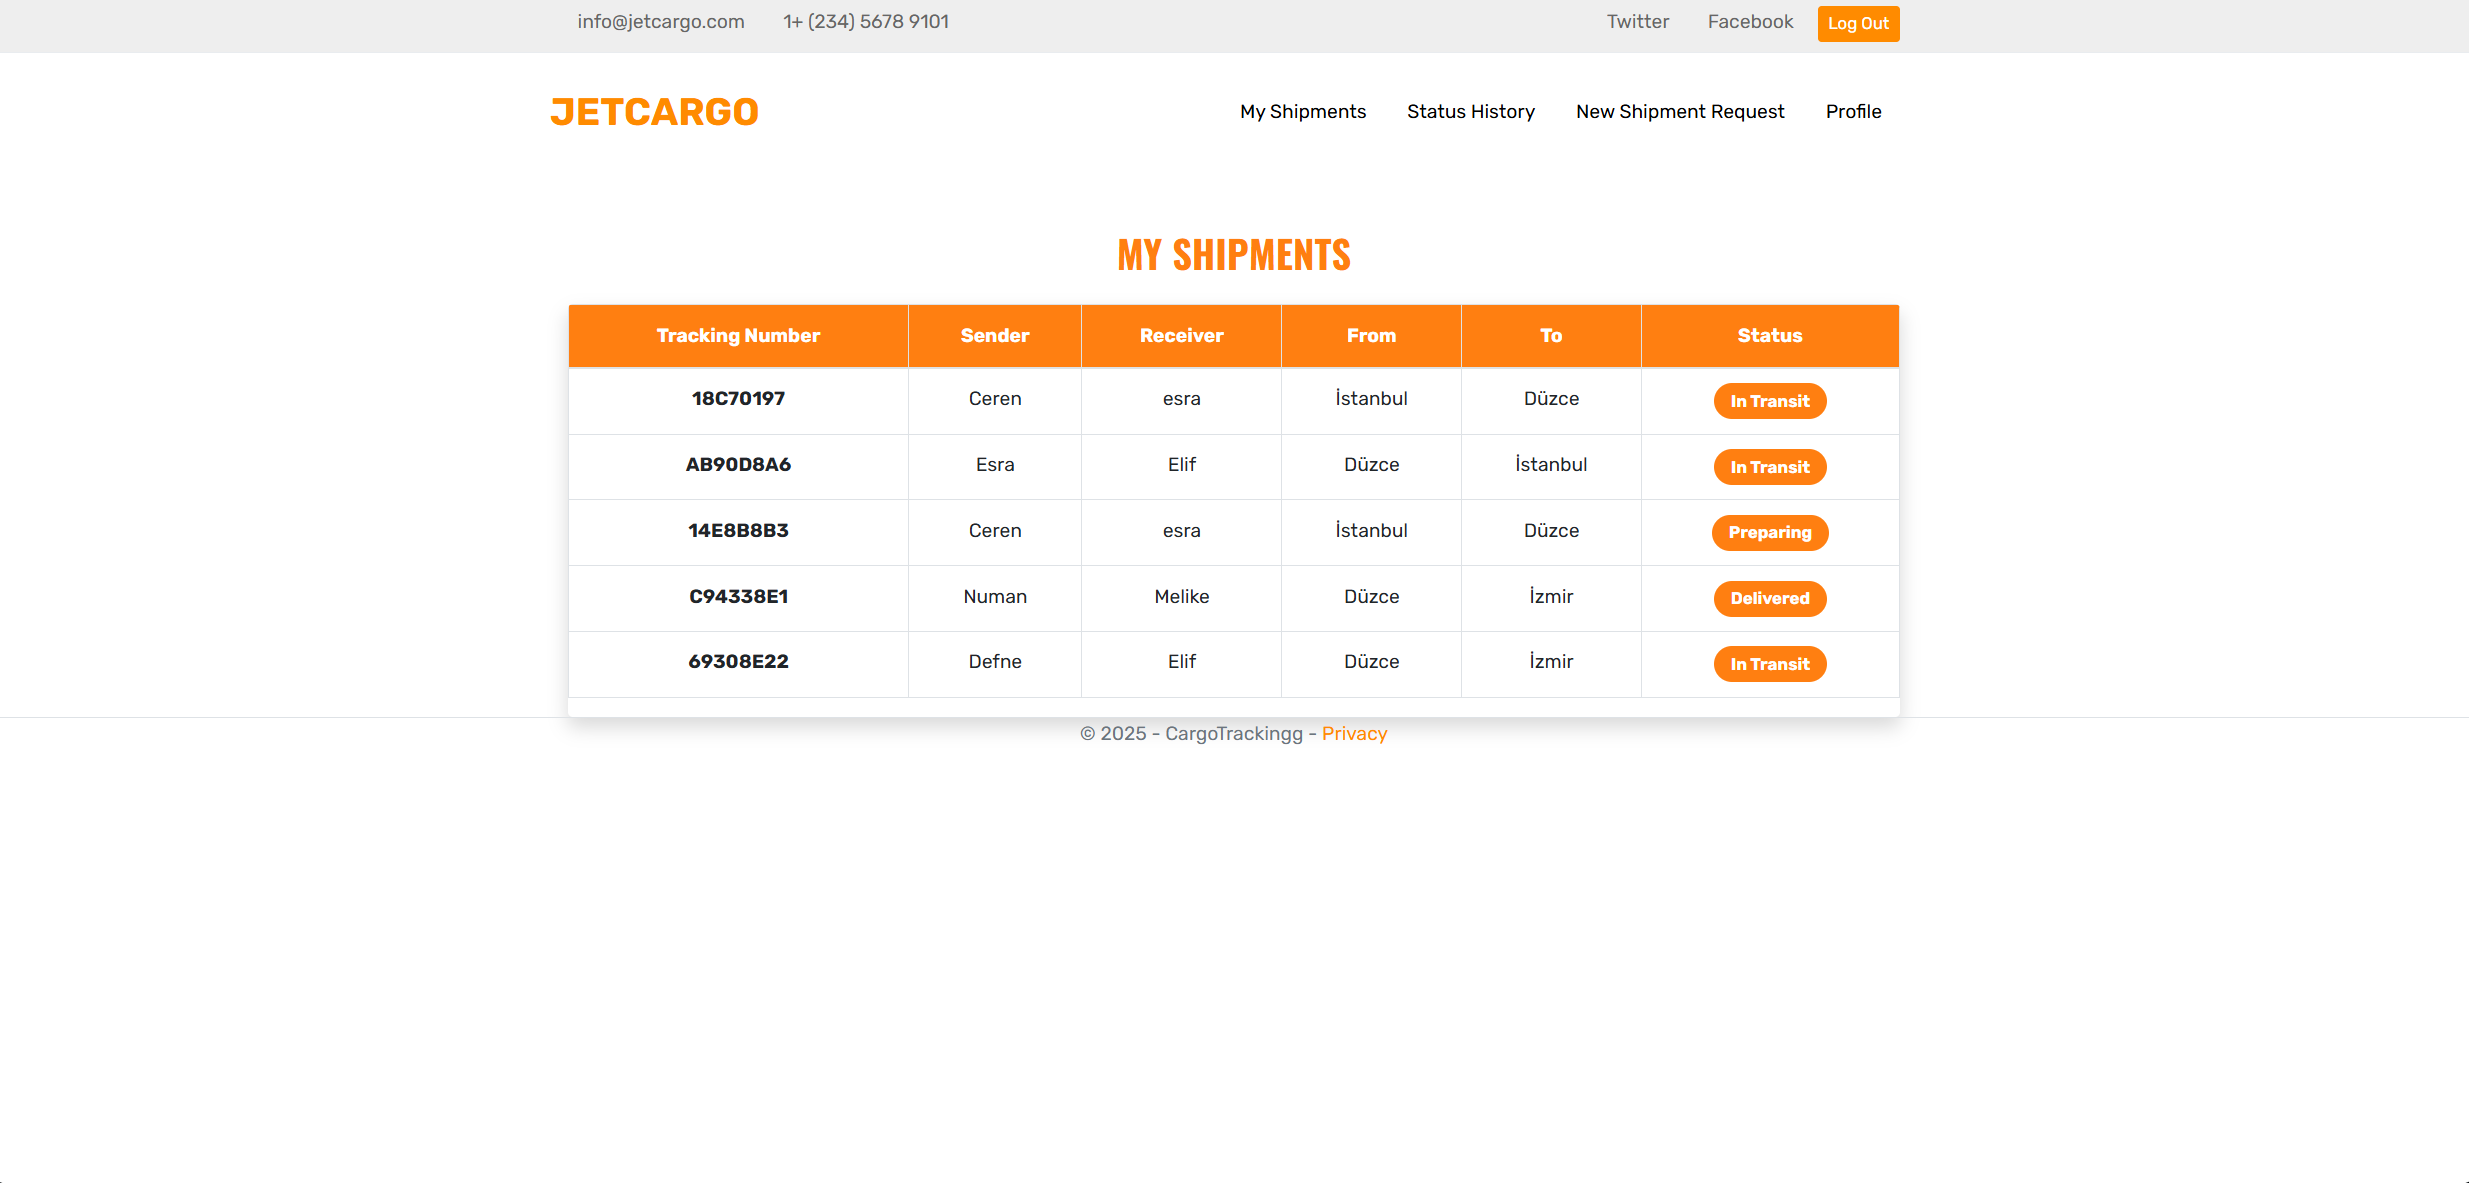 info@jetcargo.com 1+ (234) 5678 9101 Twitter Facebook Log Out
JETCARGO My Shipments Status History New Shipment Request Profile
MY SHIPMENTS
Tracking Number Sender Receiver From To Status
18C70197 Ceren esra İstanbul Düzce In Transit
AB90D8A6 Esra Elif Düzce İstanbul In Transit
14E8B8B3 Ceren esra İstanbul Düzce Preparing
C94338E1 Numan Melike Düzce İzmir Delivered
69308E22 Defne Elif Düzce İzmir In Transit
© 2025 - CargoTrackingg - Privacy